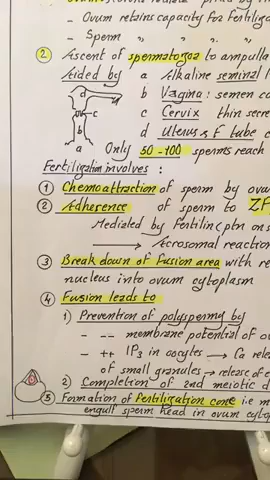 - Ovum retains capacity for fertiliz
- Sperm " " " "
② Ascent of spermatozoa to ampulla
Aided by a Alkaline seminal
b Vagina: semen co
c Cervix thin secre
d Uterus & F tube c
a
d
c
b
a
Only 50-100 sperms reach
Fertilization involves :
① Chemoattraction of sperm by ovu
② Adherence of sperm to ZF
Mediated by Fertilin (ptn on s
→ Acrosomal reaction
③ Break down of fusion area with re
nucleus into ovum cytoplasm
④ Fusion leads to
1) Prevention of polyspermy by
- -- membrane potential of o
- ++ IP3 in oocytes → Ca rele
of small granules → release of e
2) Completion of 2nd meiotic d
⑤ Formation of fertilization cone i.e m
engulf sperm head in ovum cyto